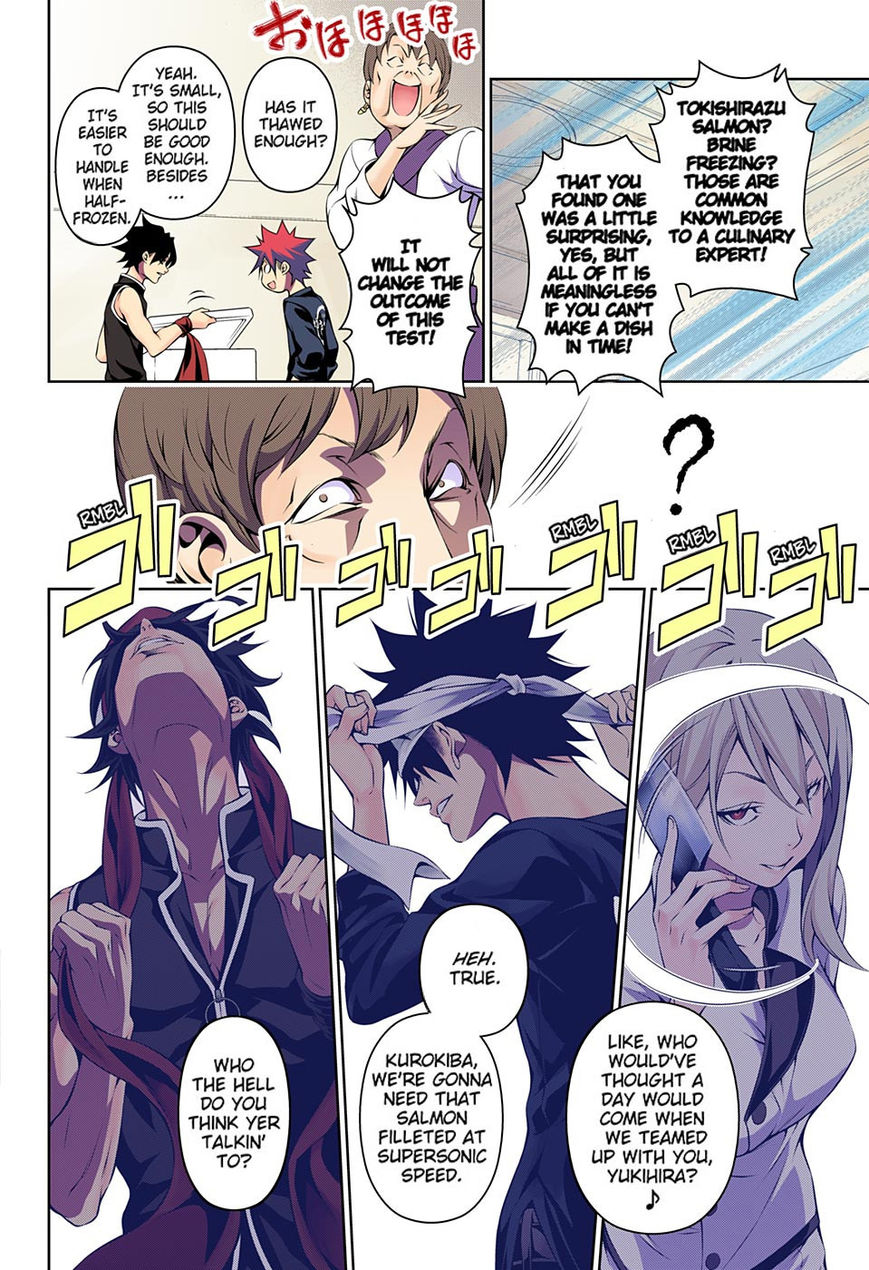 TOKISHIRAZU
SALMON?
BRINE
FREEZING?
THOSE ARE
COMMON
KNOWLEDGE
TO A CULINARY
EXPERT!
THAT YOU
FOUND ONE
WAS A LITTLE
SURPRISING,
YES, BUT
ALL OF IT IS
MEANINGLESS
IF YOU CAN'T
MAKE A DISH
IN TIME!
おほほほほ
IT
WILL NOT
CHANGE THE
OUTCOME
OF THIS
TEST!
HAS IT
THAWED
ENOUGH?
YEAH.
IT'S SMALL,
SO THIS
SHOULD
BE GOOD
ENOUGH.
BESIDES
...
IT'S
EASIER
TO
HANDLE
WHEN
HALF-
FROZEN.
?
RMBL
RMBL
RMBL
RMBL
ゴゴゴゴゴゴゴ
LIKE, WHO
WOULD'VE
THOUGHT A
DAY WOULD
COME WHEN
WE TEAMED
UP WITH YOU,
YUKIHIRA?
♪
HEH.
TRUE.
KUROKIBA,
WE'RE GONNA
NEED THAT
SALMON
FILLETED AT
SUPERSONIC
SPEED.
WHO
THE HELL
DO YOU
THINK YER
TALKIN'
TO?